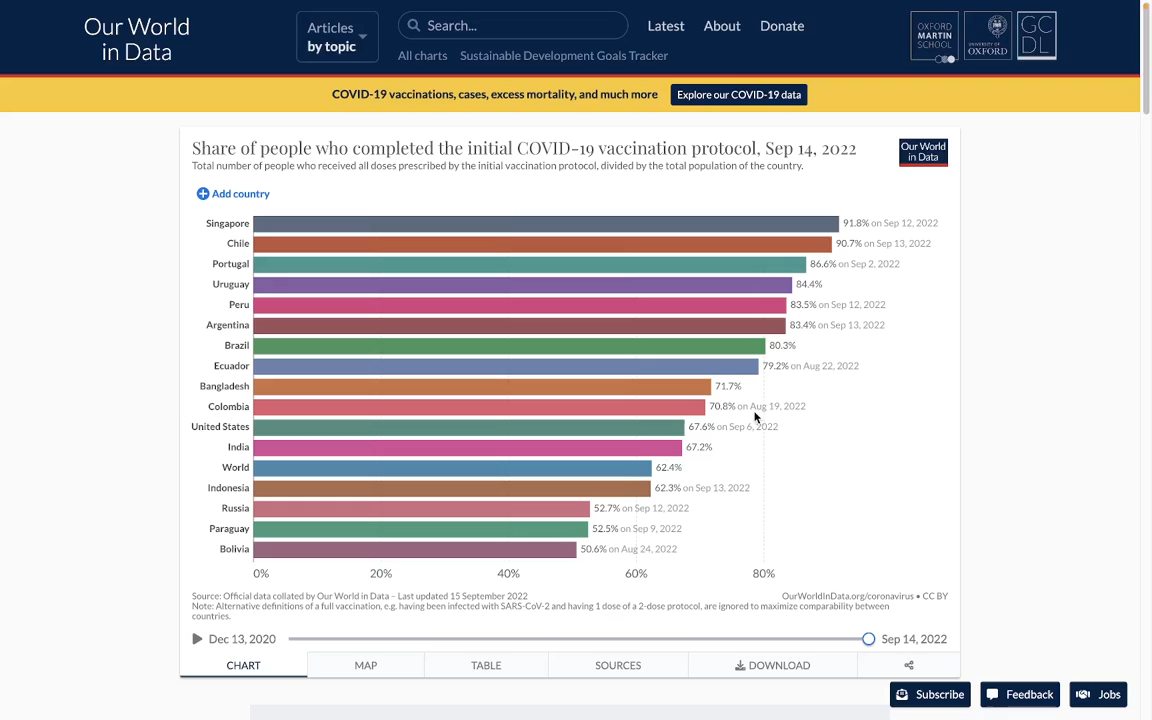 Our World
in Data
Articles
by topic
Search...
Latest
About
Donate
All charts
Sustainable Development Goals Tracker
OXFORD
MARTIN
SCHOOL
UNIVERSITY OF
OXFORD
GC
DL
COVID-19 vaccinations, cases, excess mortality, and much more
Explore our COVID-19 data
Share of people who completed the initial COVID-19 vaccination protocol, Sep 14, 2022
Total number of people who received all doses prescribed by the initial vaccination protocol, divided by the total population of the country.
Our World
in Data
Add country
Singapore 91.8% on Sep 12, 2022
Chile 90.7% on Sep 13, 2022
Portugal 86.6% on Sep 2, 2022
Uruguay 84.4%
Peru 83.5% on Sep 12, 2022
Argentina 83.4% on Sep 13, 2022
Brazil 80.3%
Ecuador 79.2% on Aug 22, 2022
Bangladesh 71.7%
Colombia 70.8% on Aug 19, 2022
United States 67.6% on Sep 6, 2022
India 67.2%
World 62.4%
Indonesia 62.3% on Sep 13, 2022
Russia 52.7% on Sep 12, 2022
Paraguay 52.5% on Sep 9, 2022
Bolivia 50.6% on Aug 24, 2022
0% 20% 40% 60% 80%
Source: Official data collated by Our World in Data – Last updated 15 September 2022
OurWorldInData.org/coronavirus • CC BY
Note: Alternative definitions of a full vaccination, e.g. having been infected with SARS-CoV-2 and having 1 dose of a 2-dose protocol, are ignored to maximize comparability between
countries.
Dec 13, 2020
Sep 14, 2022
CHART
MAP
TABLE
SOURCES
DOWNLOAD
Subscribe
Feedback
Jobs